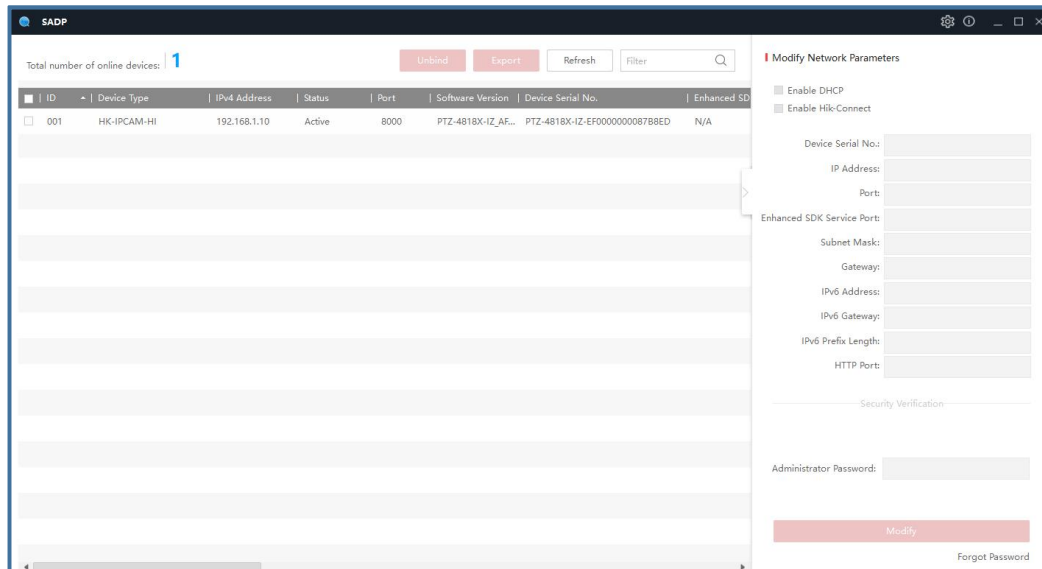 SADP
Total number of online devices: 1
Unbind Export Refresh Filter
| ID | Device Type | IPv4 Address | Status | Port | Software Version | Device Serial No. | Enhanced SD
001 HK-IPCAM-HI 192.168.1.10 Active 8000 PTZ-4818X-IZ_AF... PTZ-4818X-IZ-EF0000000087B8ED N/A
Modify Network Parameters
Enable DHCP
Enable Hik-Connect
Device Serial No.:
IP Address:
Port:
Enhanced SDK Service Port:
Subnet Mask:
Gateway:
IPv6 Address:
IPv6 Gateway:
IPv6 Prefix Length:
HTTP Port:
Security Verification
Administrator Password:
Modify
Forgot Password